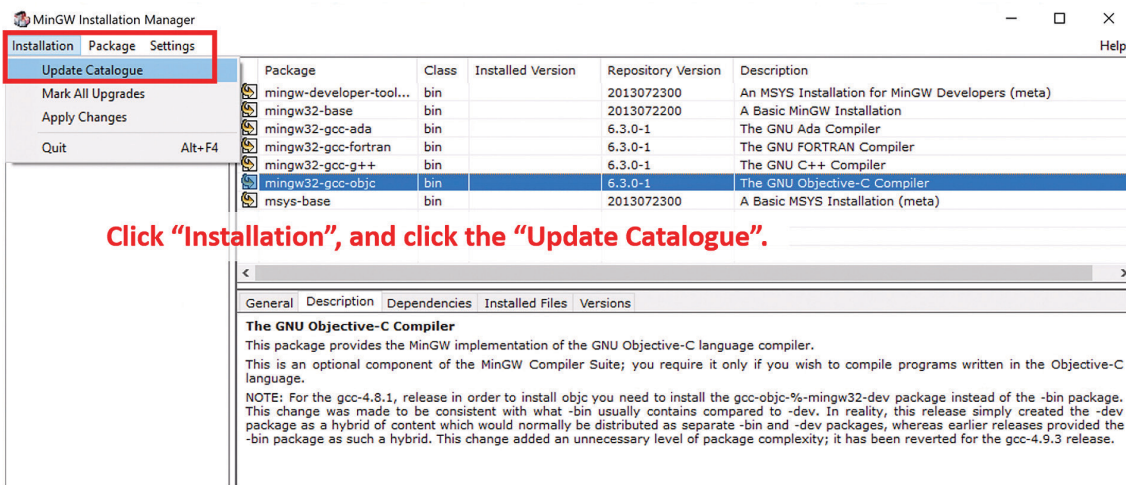 MinGW Installation Manager
Installation Package Settings Help
Update Catalogue
Mark All Upgrades
Apply Changes
Quit Alt+F4
Package Class Installed Version Repository Version Description
mingw-developer-tool... bin 2013072300 An MSYS Installation for MinGW Developers (meta)
mingw32-base bin 2013072200 A Basic MinGW Installation
mingw32-gcc-ada bin 6.3.0-1 The GNU Ada Compiler
mingw32-gcc-fortran bin 6.3.0-1 The GNU FORTRAN Compiler
mingw32-gcc-g++ bin 6.3.0-1 The GNU C++ Compiler
mingw32-gcc-objc bin 6.3.0-1 The GNU Objective-C Compiler
msys-base bin 2013072300 A Basic MSYS Installation (meta)
Click “Installation”, and click the “Update Catalogue”.
General Description Dependencies Installed Files Versions
The GNU Objective-C Compiler
This package provides the MinGW implementation of the GNU Objective-C language compiler.
This is an optional component of the MinGW Compiler Suite; you require it only if you wish to compile programs written in the Objective-C
language.
NOTE: For the gcc-4.8.1, release in order to install objc you need to install the gcc-objc-%-mingw32-dev package instead of the -bin package.
This change was made to be consistent with what -bin usually contains compared to -dev. In reality, this release simply created the -dev
package as a hybrid of content which would normally be distributed as separate -bin and -dev packages, whereas earlier releases provided the
-bin package as such a hybrid. This change added an unnecessary level of package complexity; it has been reverted for the gcc-4.9.3 release.